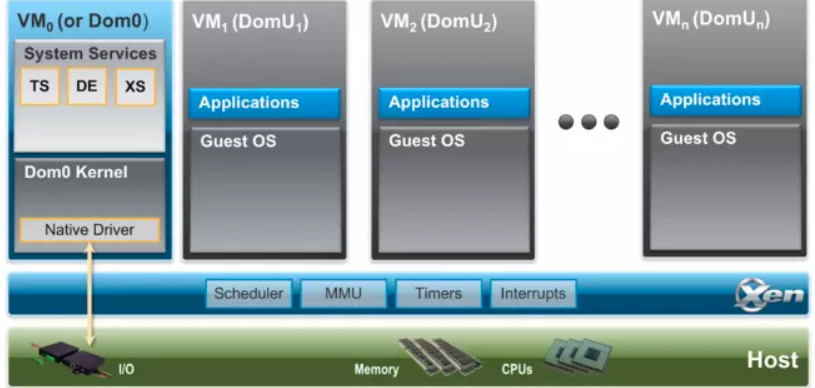 VM0 (or Dom0)
System Services
TS DE XS
Dom0 Kernel
Native Driver
VM1 (DomU1)
Applications
Guest OS
VM2 (DomU2)
Applications
Guest OS
VMn (DomUn)
Applications
Guest OS
Scheduler MMU Timers Interrupts Xen
I/O Memory CPUs Host